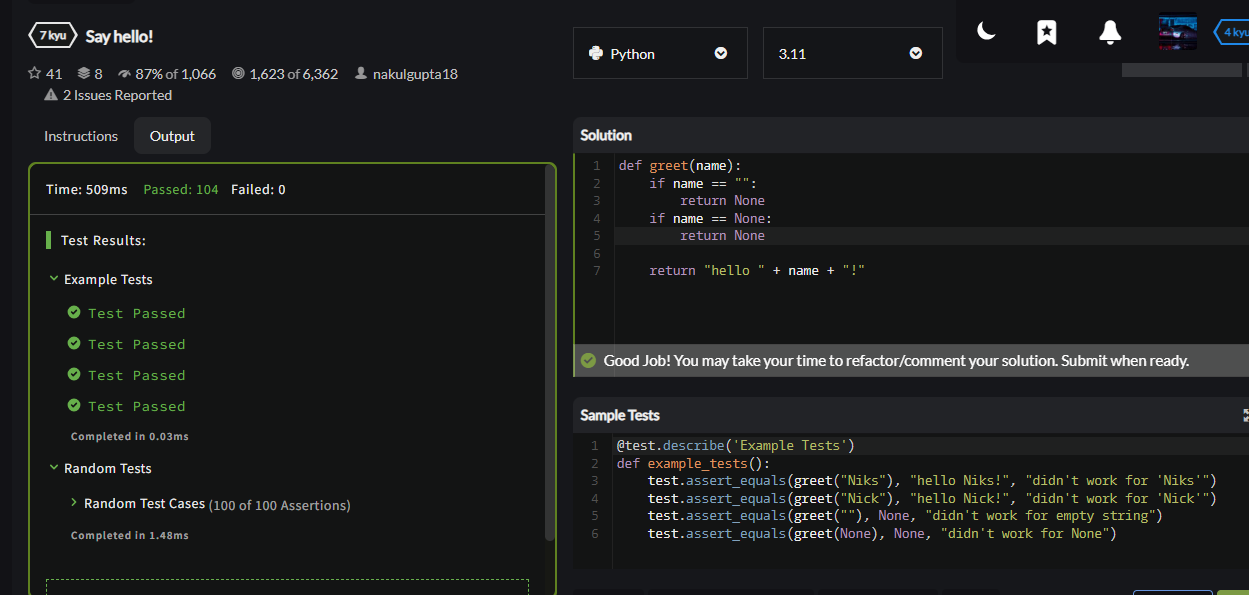 7 kyu Say hello!
41 8 87% of 1,066 1,623 of 6,362 nakulgupta18
2 Issues Reported
Instructions Output
Time: 509ms Passed: 104 Failed: 0
Test Results:
Example Tests
Test Passed
Test Passed
Test Passed
Test Passed
Completed in 0.03ms
Random Tests
Random Test Cases (100 of 100 Assertions)
Completed in 1.48ms
Python 3.11
4 kyu
Solution
1 def greet(name):
2     if name == "":
3         return None
4     if name == None:
5         return None
6
7     return "hello " + name + "!"
Good Job! You may take your time to refactor/comment your solution. Submit when ready.
Sample Tests
1 @test.describe('Example Tests')
2 def example_tests():
3     test.assert_equals(greet("Niks"), "hello Niks!", "didn't work for 'Niks'")
4     test.assert_equals(greet("Nick"), "hello Nick!", "didn't work for 'Nick'")
5     test.assert_equals(greet(""), None, "didn't work for empty string")
6     test.assert_equals(greet(None), None, "didn't work for None")